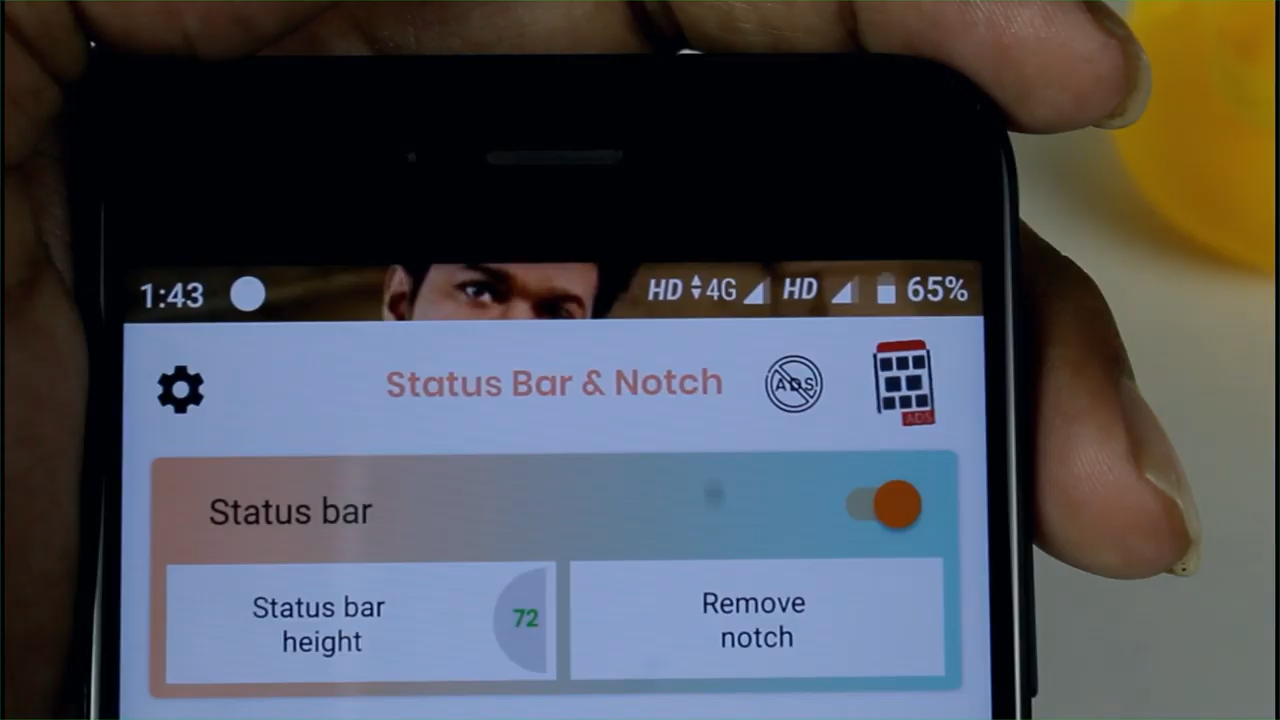 1:43 HD 4G HD 65%
Status Bar & Notch
ADS
ADS
Status bar
Status bar
height
72
Remove
notch